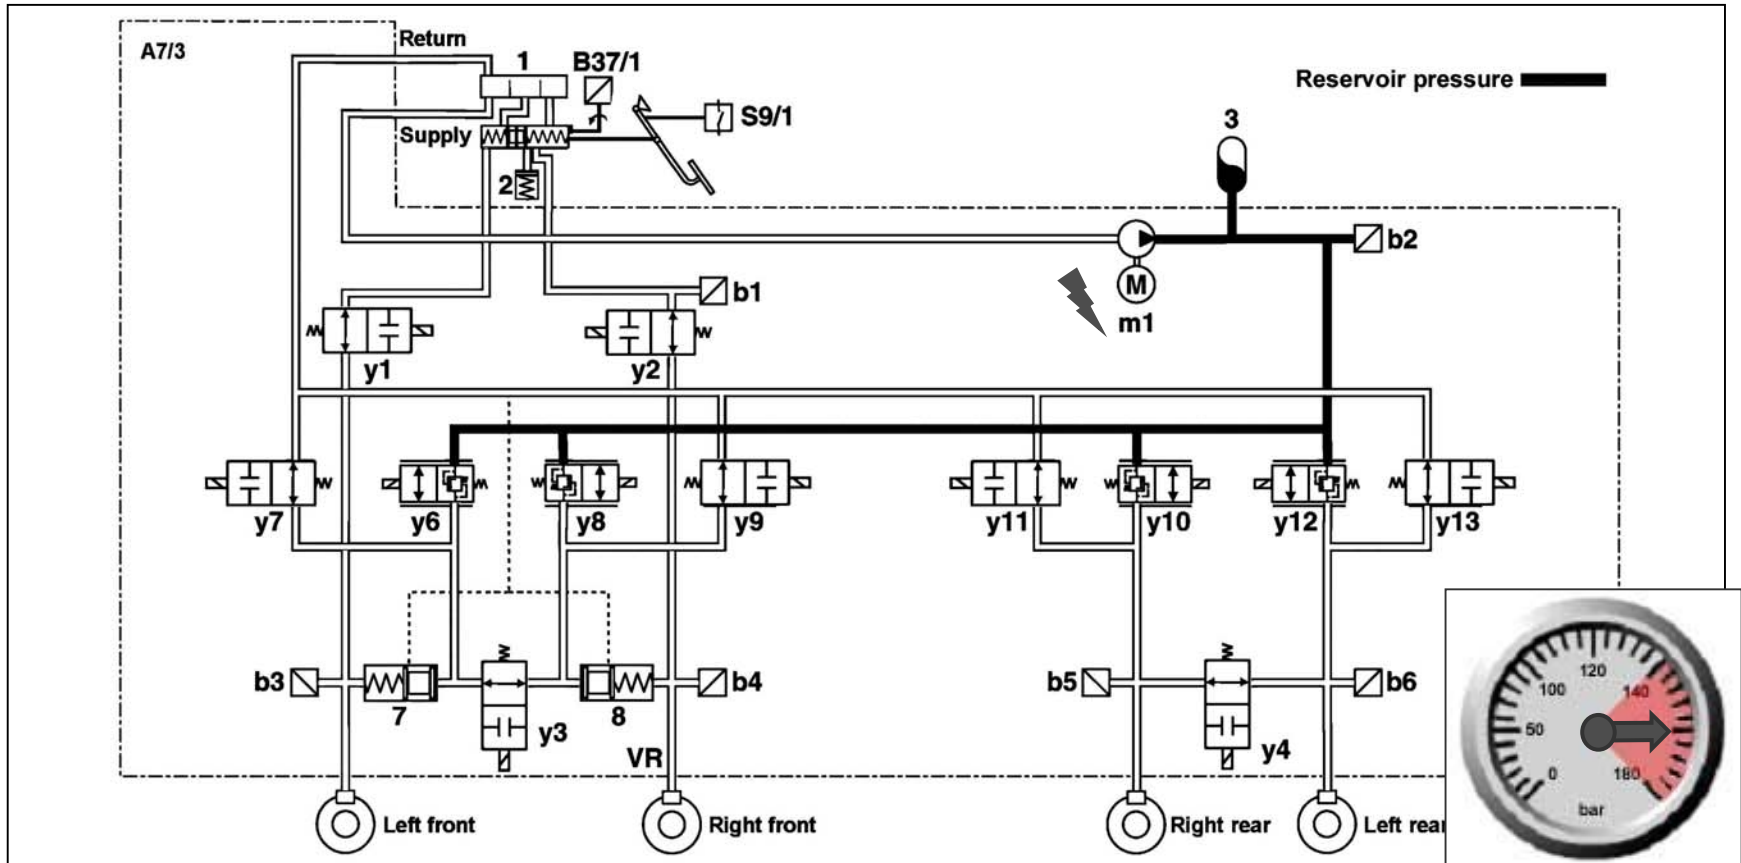 Return
A7/3
1 B37/1
Reservoir pressure
S9/1
Supply
3
2
b2
b1
M
m1
y1 y2
y7 y6 y8 y9 y11 y10 y12 y13
b3 b4 b5 b6
7 8
y3
y4
VR
Left front Right front Right rear Left rear
120
100 140
50
0 180
bar